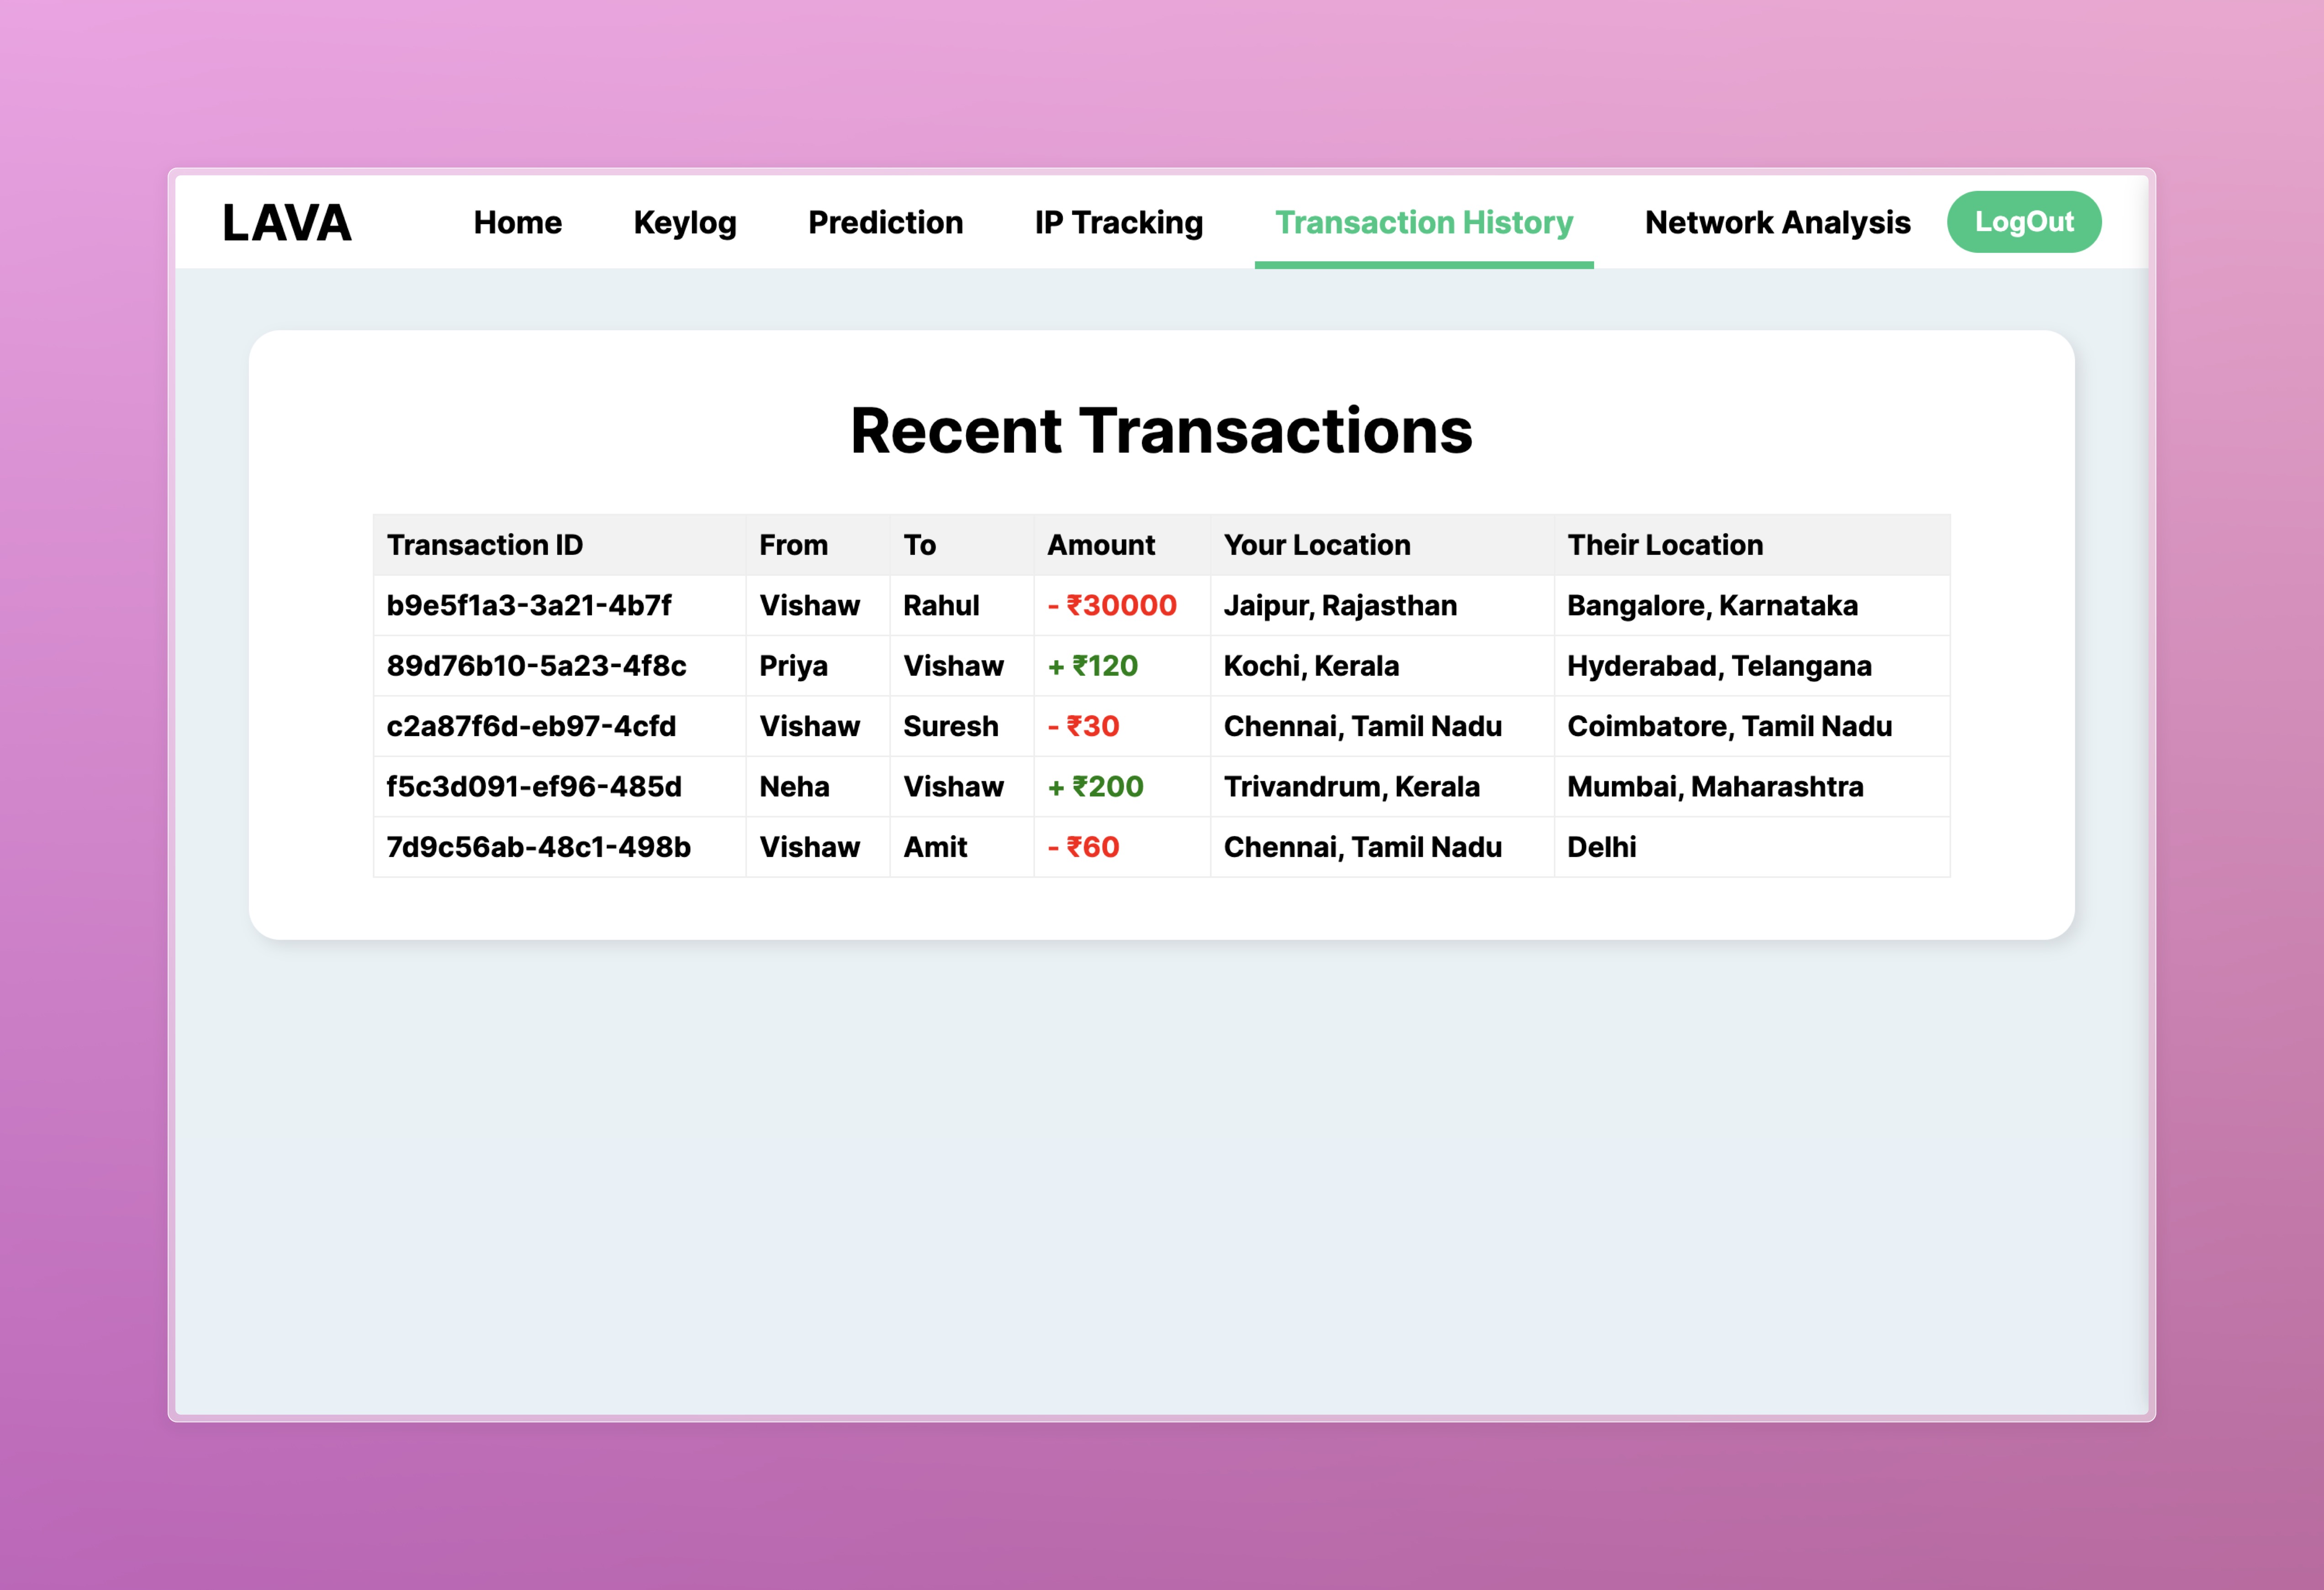 LAVA Home Keylog Prediction IP Tracking Transaction History Network Analysis LogOut
Recent Transactions
Transaction ID From To Amount Your Location Their Location
b9e5f1a3-3a21-4b7f Vishaw Rahul - ₹30000 Jaipur, Rajasthan Bangalore, Karnataka
89d76b10-5a23-4f8c Priya Vishaw + ₹120 Kochi, Kerala Hyderabad, Telangana
c2a87f6d-eb97-4cfd Vishaw Suresh - ₹30 Chennai, Tamil Nadu Coimbatore, Tamil Nadu
f5c3d091-ef96-485d Neha Vishaw + ₹200 Trivandrum, Kerala Mumbai, Maharashtra
7d9c56ab-48c1-498b Vishaw Amit - ₹60 Chennai, Tamil Nadu Delhi